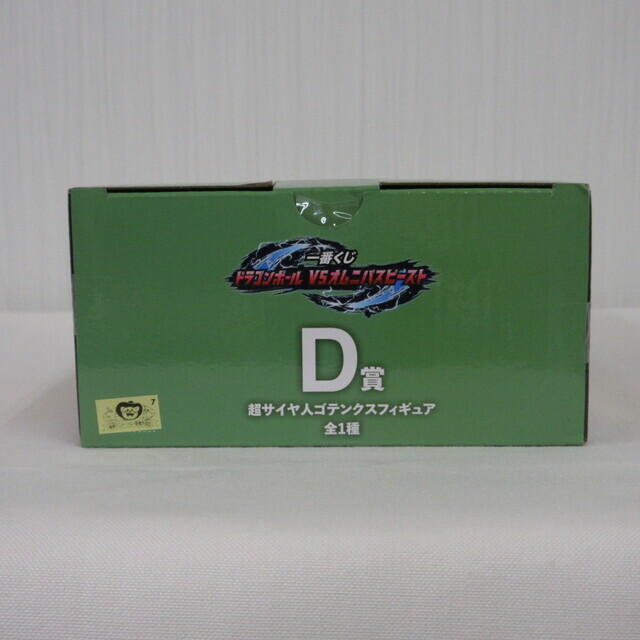 一番くじ
ドラゴンボール VSオムニバスビースト
D賞
超サイヤ人ゴテンクスフィギュア
全1種
7